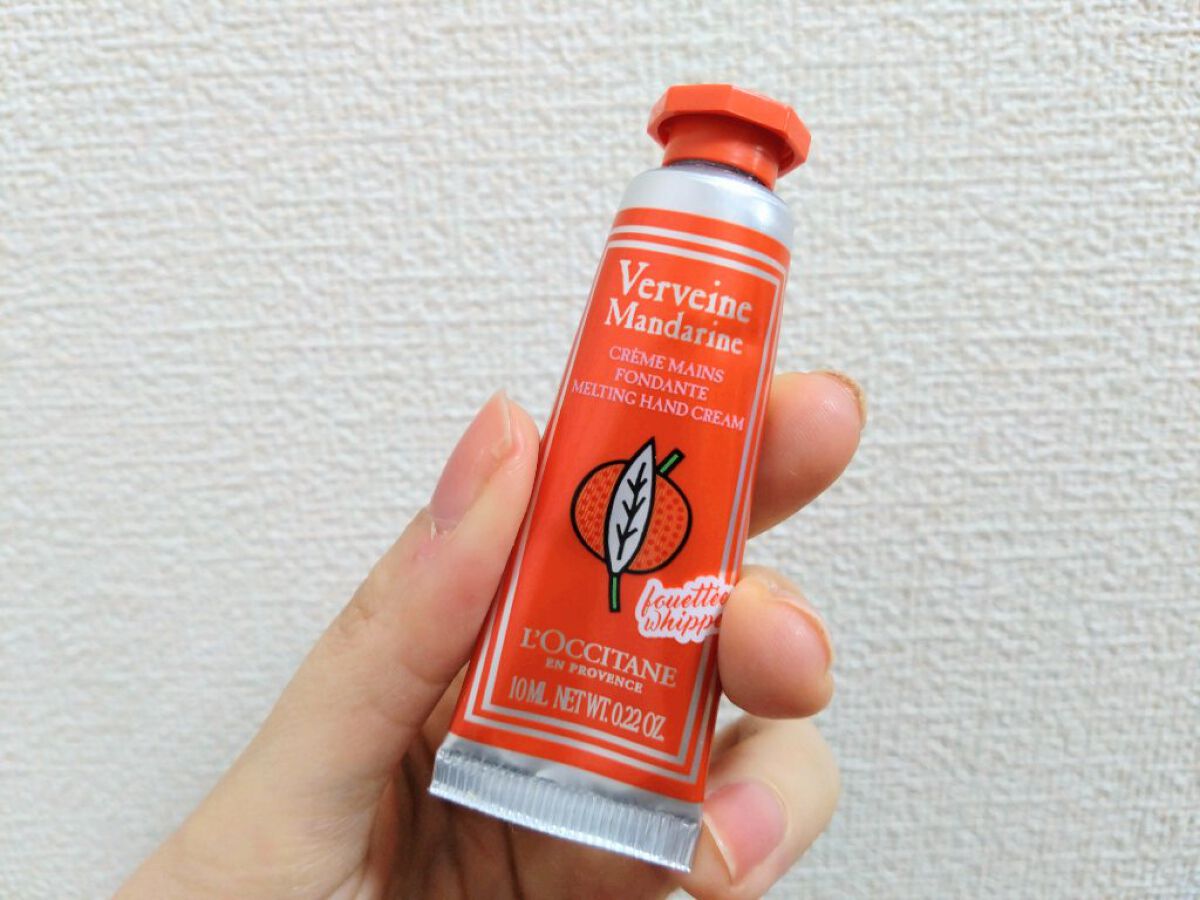 Verveine
Mandarine
CRÈME MAINS
FONDANTE
MELTING HAND CREAM
L'OCCITANE
EN PROVENCE
10 ML NET WT. 0.22 OZ.